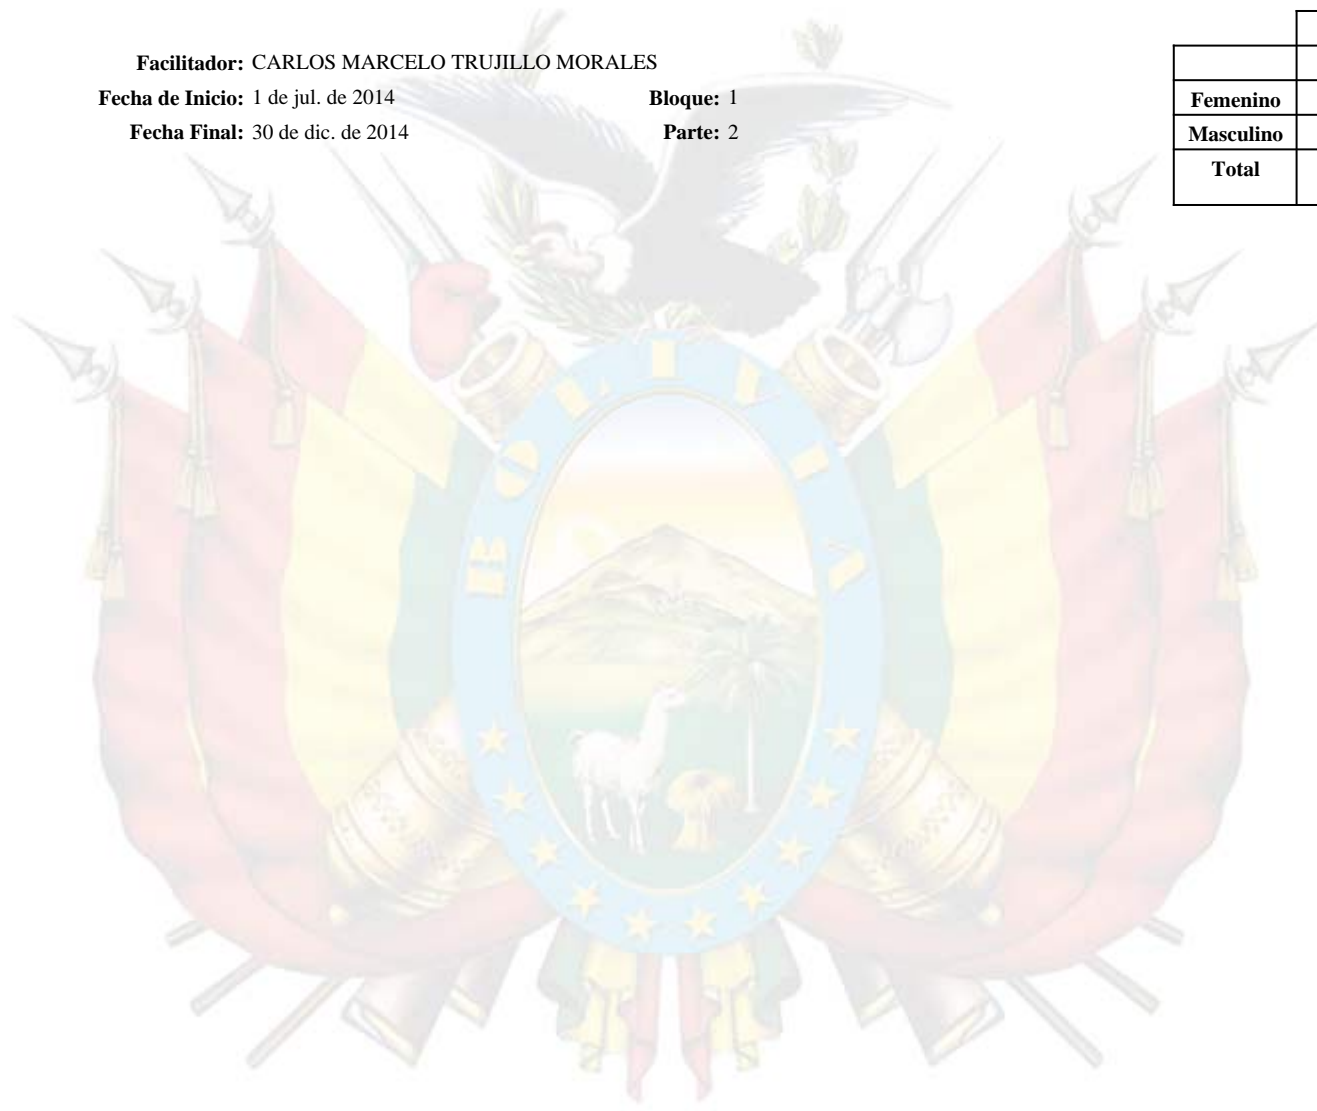 Facilitador: CARLOS MARCELO TRUJILLO MORALES
Fecha de Inicio: 1 de jul. de 2014 Bloque: 1
Fecha Final: 30 de dic. de 2014 Parte: 2
Femenino
Masculino
Total
BOLIVIA